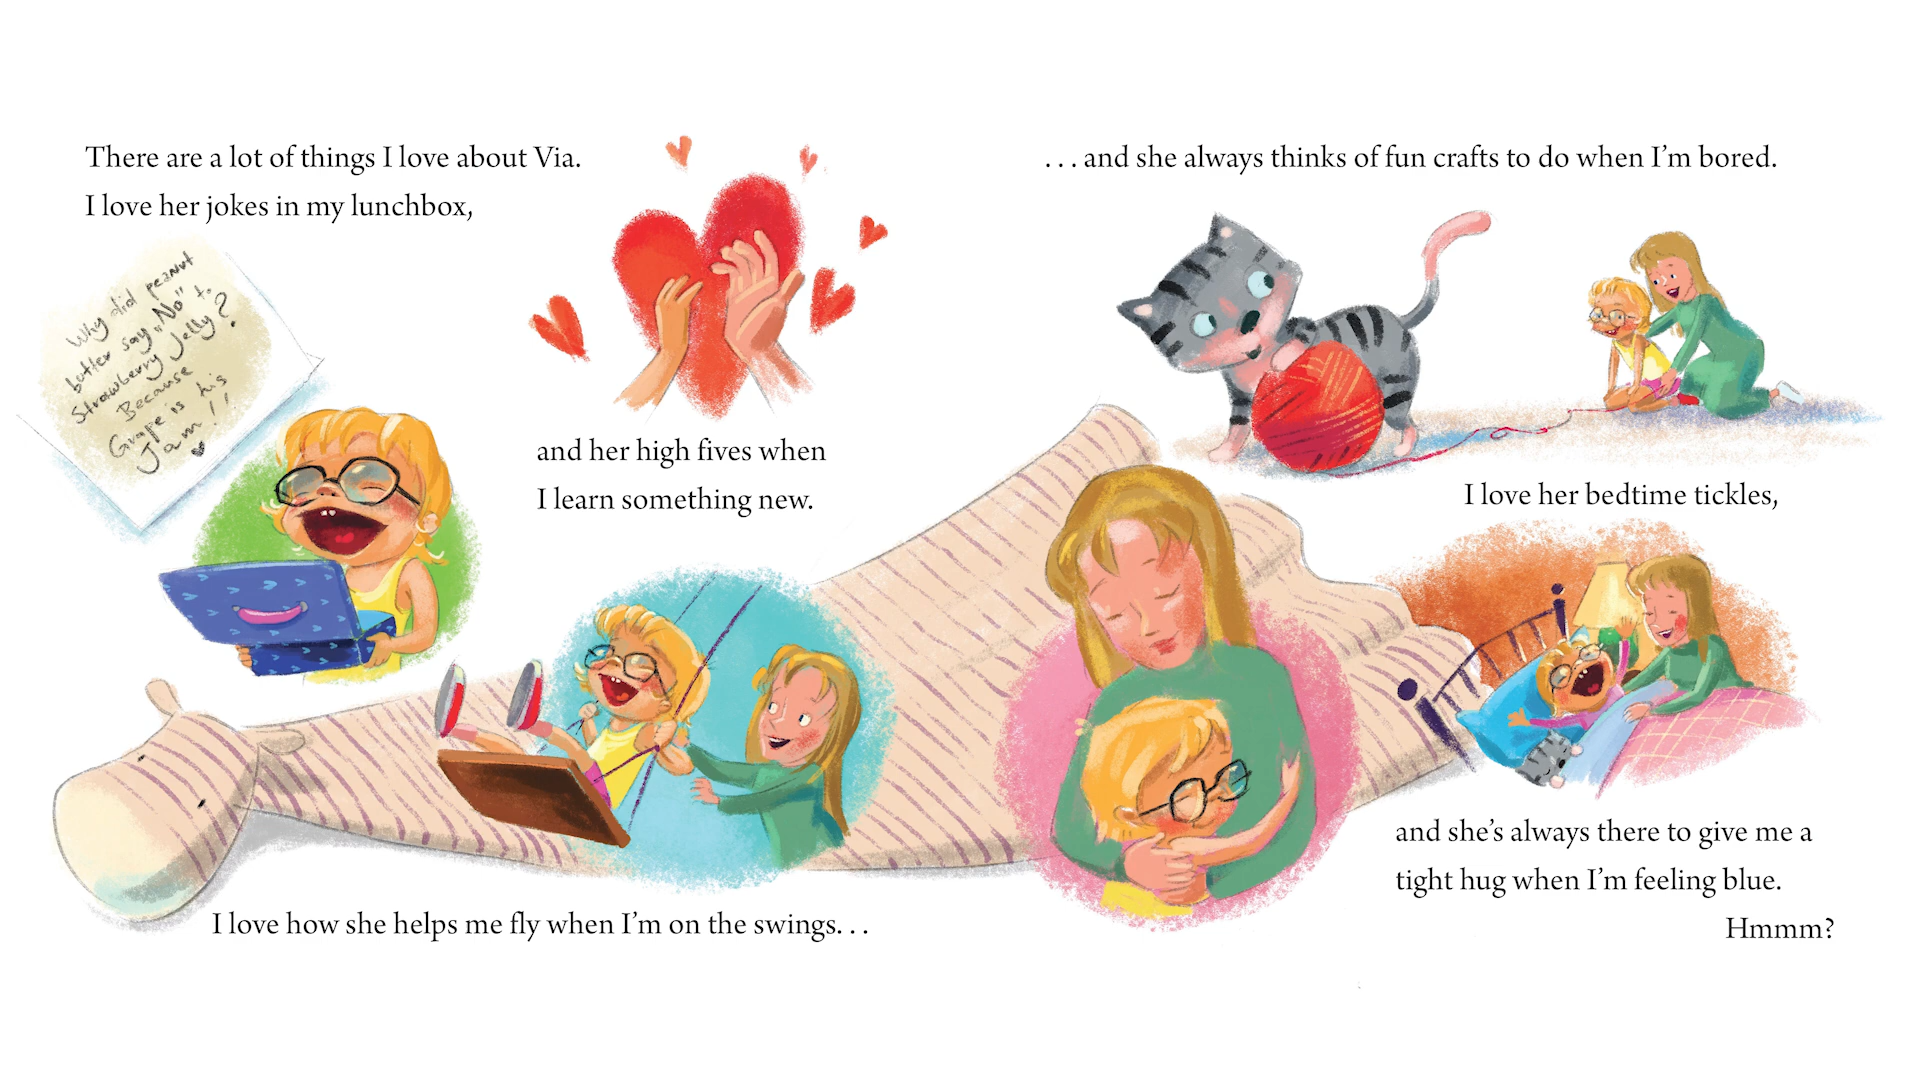 There are a lot of things I love about Via.
I love her jokes in my lunchbox,
Why did peanut
butter say "No" to
Strawberry Jelly?
Because
Grape is his
Jam!!
and her high fives when
I learn something new.
I love how she helps me fly when I'm on the swings. . .
. . . and she always thinks of fun crafts to do when I'm bored.
I love her bedtime tickles,
and she's always there to give me a
tight hug when I'm feeling blue.
Hmmm?